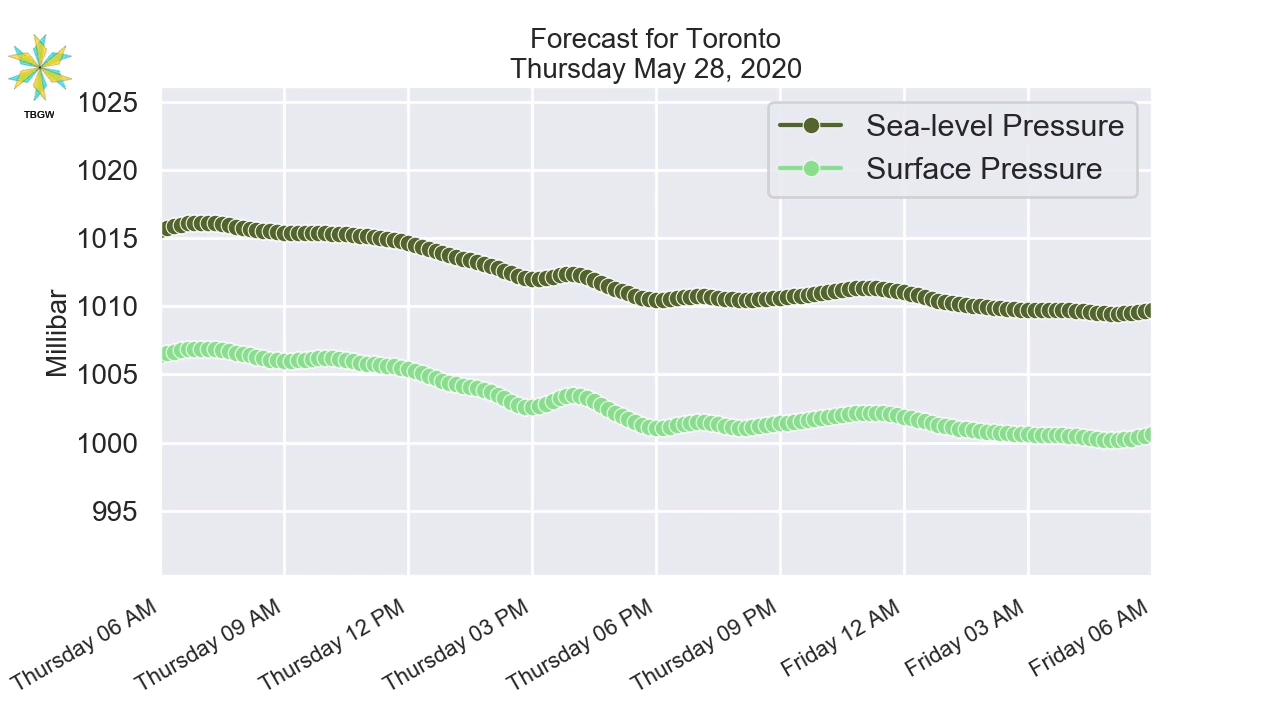 Forecast for Toronto
Thursday May 28, 2020
TBGW
1025
1020
1015
1010
1005
1000
995
Millibar
Sea-level Pressure
Surface Pressure
Thursday 06 AM
Thursday 09 AM
Thursday 12 PM
Thursday 03 PM
Thursday 06 PM
Thursday 09 PM
Friday 12 AM
Friday 03 AM
Friday 06 AM